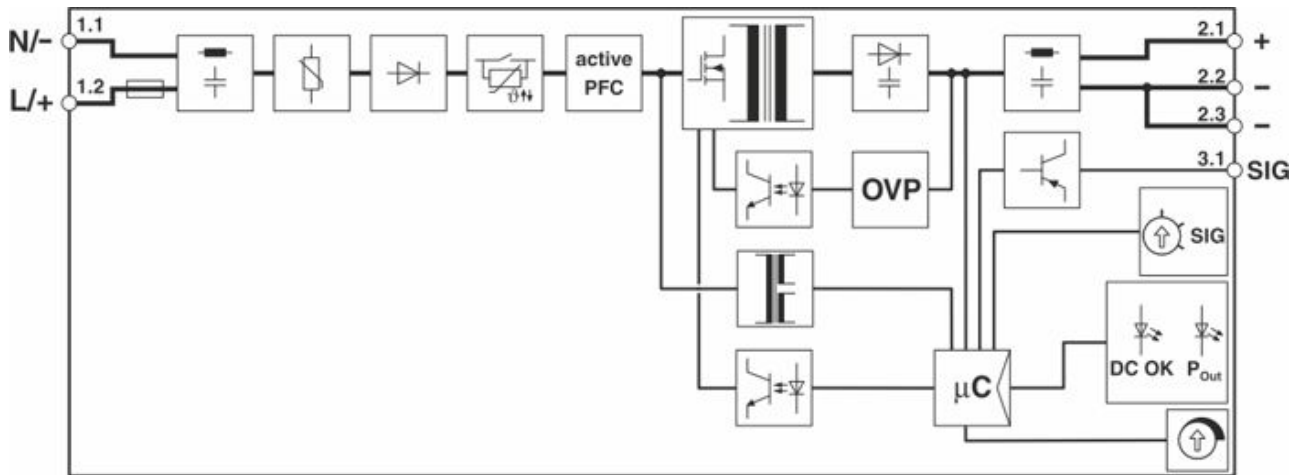 N/− 1.1
L/+ 1.2
active
PFC
2.1 +
2.2 −
2.3 −
3.1 SIG
OVP
SIG
DC OK P Out
µC